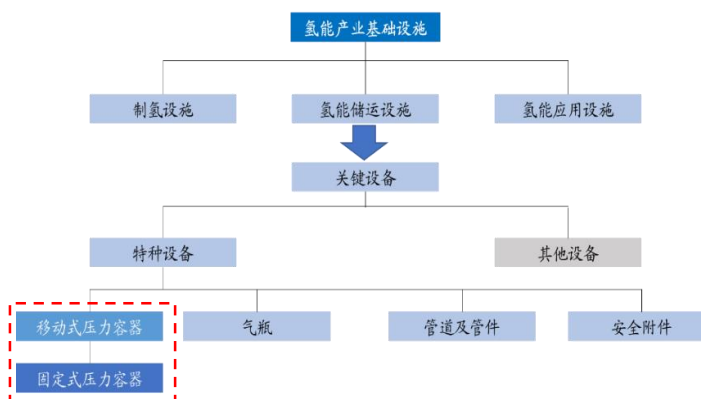 氢能产业基础设施
制氢设施
氢能储运设施
氢能应用设施
关键设备
特种设备
其他设备
移动式压力容器
气瓶
管道及管件
安全附件
固定式压力容器